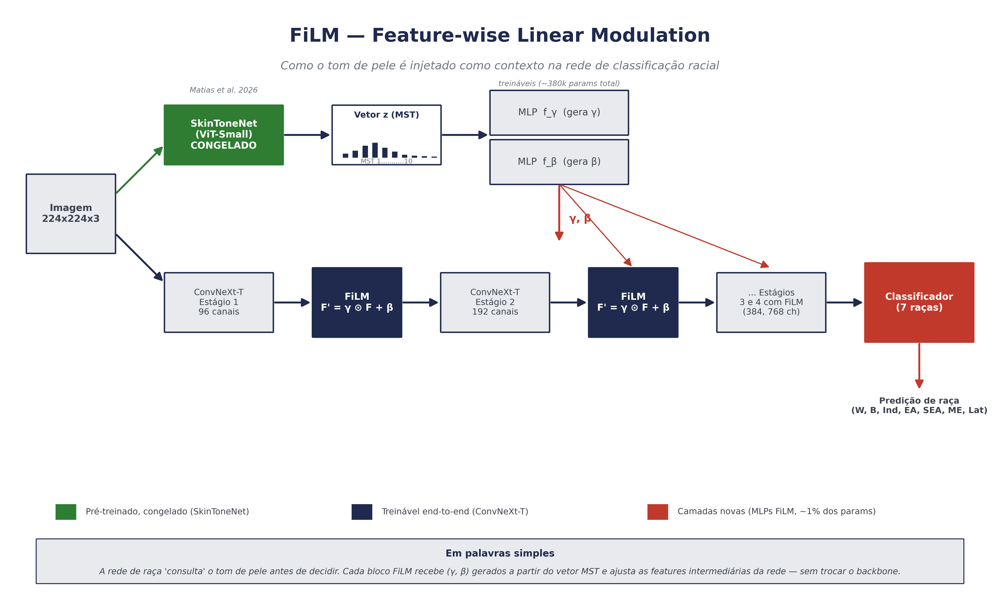 FiLM — Feature-wise Linear Modulation
Como o tom de pele é injetado como contexto na rede de classificação racial
Matias et al. 2026
treináveis (~380k params total)
SkinToneNet
(ViT-Small)
CONGELADO
Vetor z (MST)
MST 1...........10
MLP f_γ (gera γ)
MLP f_β (gera β)
Imagem
224x224x3
γ, β
ConvNeXt-T
Estágio 1
96 canais
FiLM
F' = γ ⊙ F + β
ConvNeXt-T
Estágio 2
192 canais
FiLM
F' = γ ⊙ F + β
... Estágios
3 e 4 com FiLM
(384, 768 ch)
Classificador
(7 raças)
Predição de raça
(W, B, Ind, EA, SEA, ME, Lat)
Pré-treinado, congelado (SkinToneNet)
Treinável end-to-end (ConvNeXt-T)
Camadas novas (MLPs FiLM, ~1% dos params)
Em palavras simples
A rede de raça 'consulta' o tom de pele antes de decidir. Cada bloco FiLM recebe (γ, β) gerados a partir do vetor MST e ajusta as features intermediárias da rede — sem trocar o backbone.